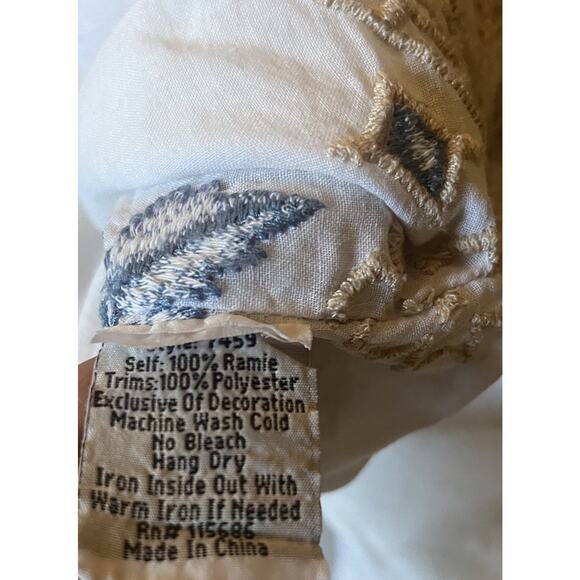 Style: 7459
Self: 100% Ramie
Trims: 100% Polyester
Exclusive Of Decoration
Machine Wash Cold
No Bleach
Hang Dry
Iron Inside Out With
Warm Iron If Needed
Rn# 115686
Made In China